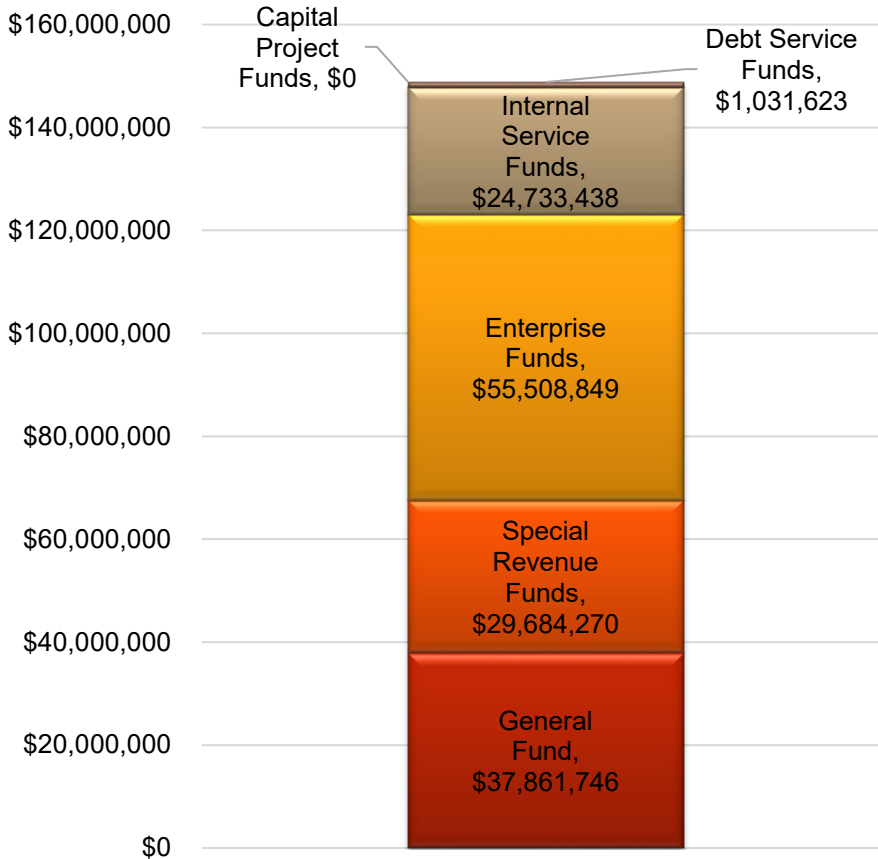 $160,000,000
$140,000,000
$120,000,000
$100,000,000
$80,000,000
$60,000,000
$40,000,000
$20,000,000
$0
Capital
Project
Funds, $0
Debt Service
Funds,
$1,031,623
Internal
Service
Funds,
$24,733,438
Enterprise
Funds,
$55,508,849
Special
Revenue
Funds,
$29,684,270
General
Fund,
$37,861,746